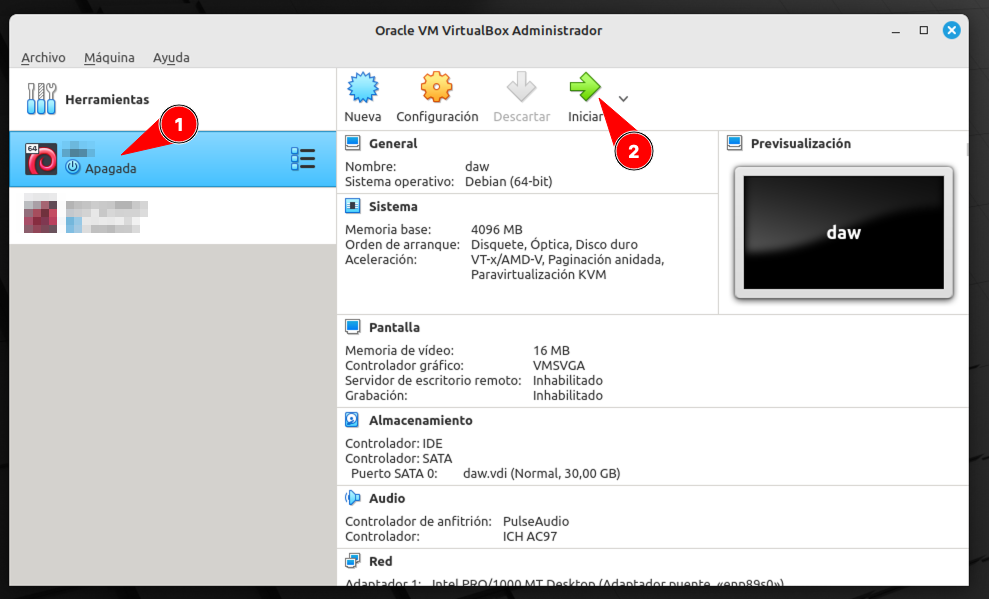 Oracle VM VirtualBox Administrador
Archivo Máquina Ayuda
Herramientas
1
64
Apagada
Nueva Configuración Descartar Iniciar
2
General
Nombre: daw
Sistema operativo: Debian (64-bit)
Sistema
Memoria base: 4096 MB
Orden de arranque: Disquete, Óptica, Disco duro
Aceleración: VT-x/AMD-V, Paginación anidada,
Paravirtualización KVM
Previsualización
daw
Pantalla
Memoria de vídeo: 16 MB
Controlador gráfico: VMSVGA
Servidor de escritorio remoto: Inhabilitado
Grabación: Inhabilitado
Almacenamiento
Controlador: IDE
Controlador: SATA
Puerto SATA 0: daw.vdi (Normal, 30,00 GB)
Audio
Controlador de anfitrión: PulseAudio
Controlador: ICH AC97
Red
Adaptador 1: Intel PRO/1000 MT Desktop (Adaptador puente, «enp89s0»)